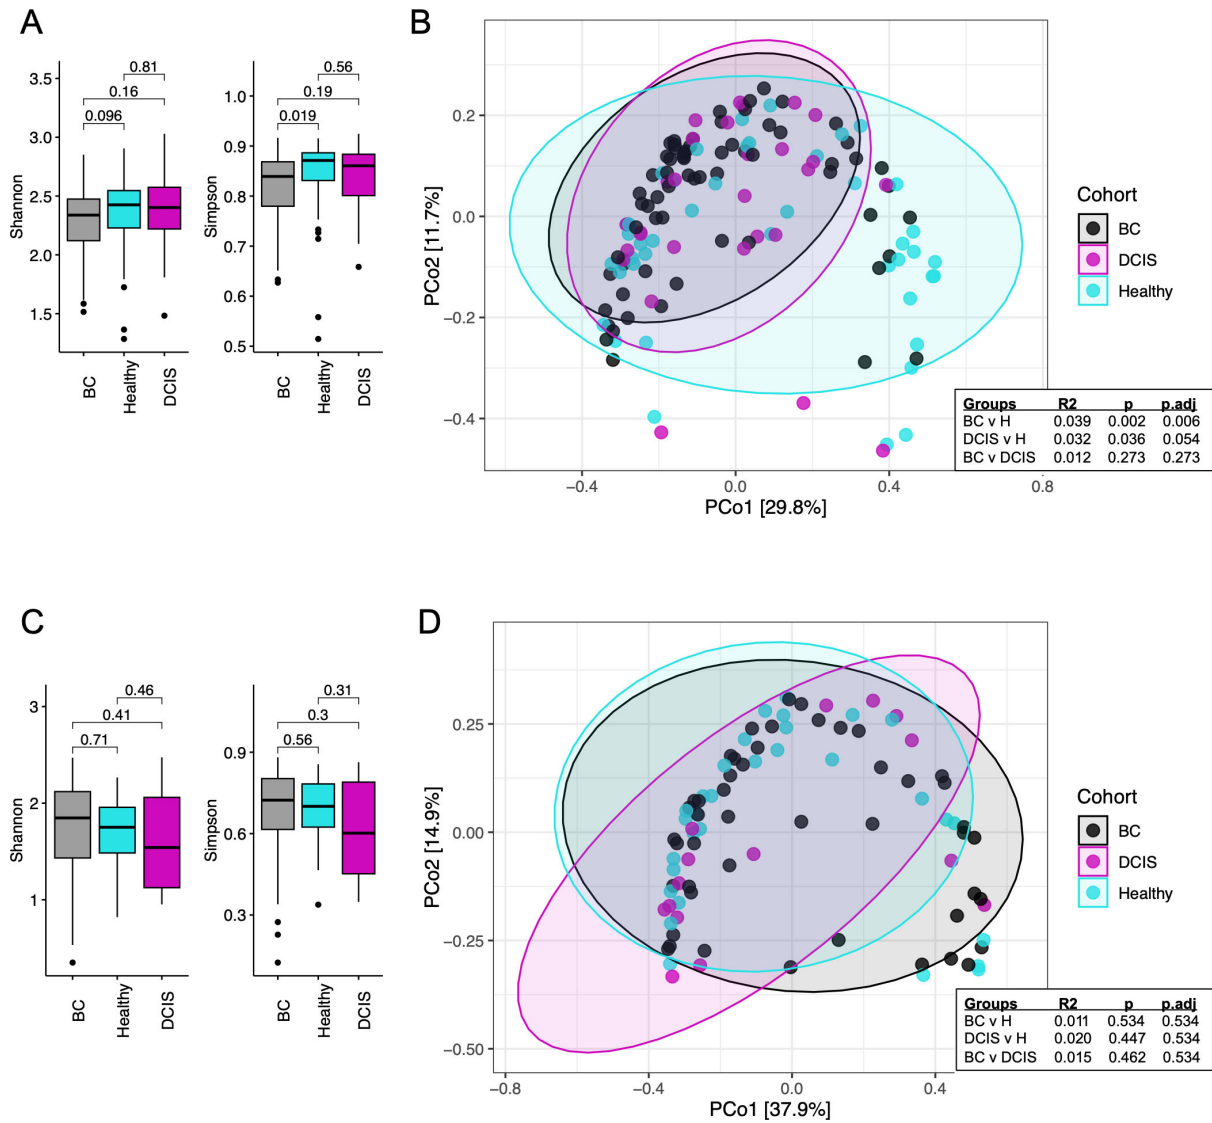 A
B
0.81
0.16
0.096
3.5
3.0
2.5
2.0
1.5
Shannon
BC
Healthy
DCIS
0.56
0.19
0.019
1.0
0.9
0.8
0.7
0.6
0.5
Simpson
BC
Healthy
DCIS
0.2
0.0
−0.2
−0.4
PCo2 [11.7%]
−0.4
0.0
0.4
0.8
PCo1 [29.8%]
Cohort
BC
DCIS
Healthy
Groups R2 p p.adj
BC v H 0.039 0.002 0.006
DCIS v H 0.032 0.036 0.054
BC v DCIS 0.012 0.273 0.273
C
D
0.46
0.41
0.71
3
2
1
Shannon
BC
Healthy
DCIS
0.31
0.3
0.56
0.9
0.6
0.3
Simpson
BC
Healthy
DCIS
0.25
0.00
−0.25
−0.50
PCo2 [14.9%]
−0.8
−0.4
0.0
0.4
PCo1 [37.9%]
Cohort
BC
DCIS
Healthy
Groups R2 p p.adj
BC v H 0.011 0.534 0.534
DCIS v H 0.020 0.447 0.534
BC v DCIS 0.015 0.462 0.534